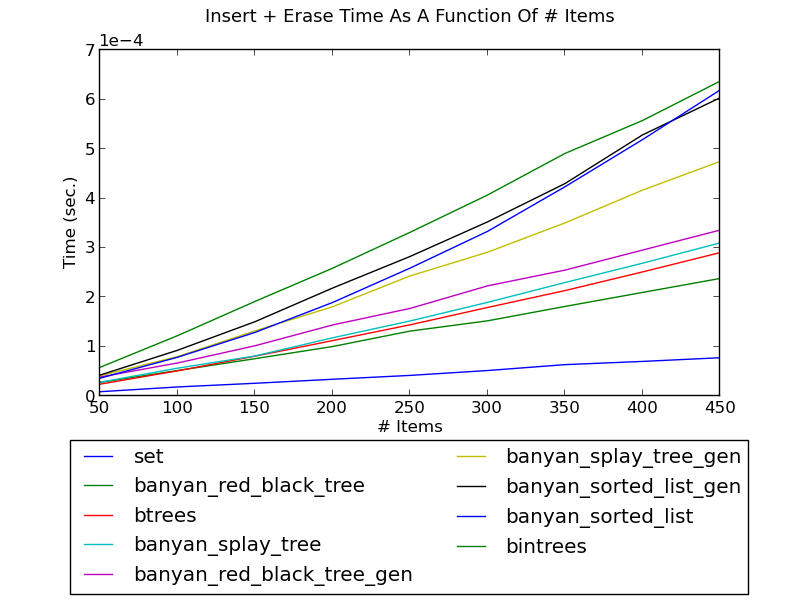 Insert + Erase Time As A Function Of # Items
1e−4
7
6
5
4
3
2
1
0
Time (sec.)
50 100 150 200 250 300 350 400 450
# Items
set
banyan_red_black_tree
btrees
banyan_splay_tree
banyan_red_black_tree_gen
banyan_splay_tree_gen
banyan_sorted_list_gen
banyan_sorted_list
bintrees